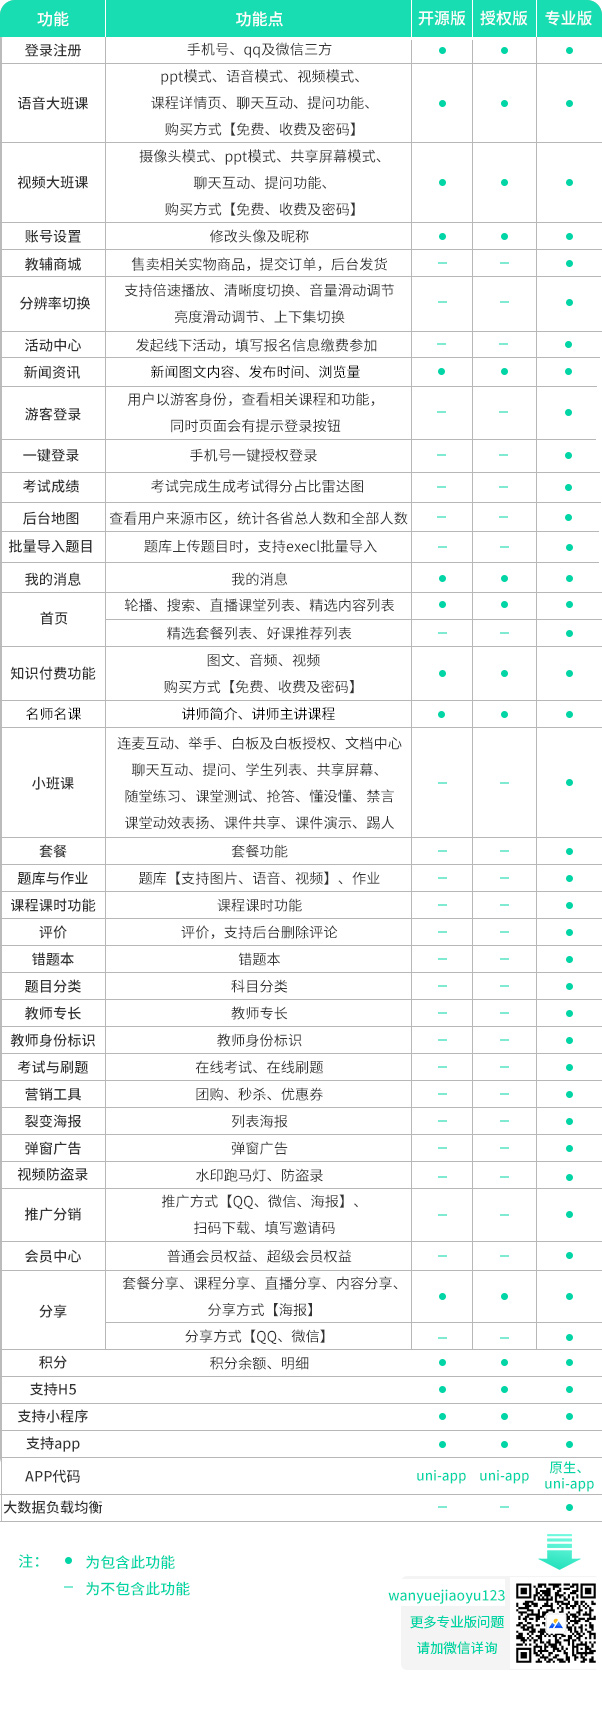 功能 功能点 开源版 授权版 专业版
登录注册 手机号、qq及微信三方 ● ● ●
ppt模式、语音模式、视频模式、
语音大班课 课程详情页、聊天互动、提问功能、 ● ● ●
购买方式【免费、收费及密码】
摄像头模式、ppt模式、共享屏幕模式、
视频大班课 聊天互动、提问功能、 ● ● ●
购买方式【免费、收费及密码】
账号设置 修改头像及昵称 ● ● ●
教辅商城 售卖相关实物商品，提交订单，后台发货 — — ●
支持倍速播放、清晰度切换、音量滑动调节
分辨率切换 — — ●
亮度滑动调节、上下集切换
活动中心 发起线下活动，填写报名信息缴费参加 — — ●
新闻资讯 新闻图文内容、发布时间、浏览量 ● ● ●
用户以游客身份，查看相关课程和功能，
游客登录 — — ●
同时页面会有提示登录按钮
一键登录 手机号一键授权登录 — — ●
考试成绩 考试完成生成考试得分占比雷达图 — — ●
后台地图 查看用户来源市区，统计各省总人数和全部人数 — — ●
批量导入题目 题库上传题目时，支持execl批量导入 — — ●
我的消息 我的消息 ● ● ●
轮播、搜索、直播课堂列表、精选内容列表 ● ● ●
首页
精选套餐列表、好课推荐列表 — — ●
图文、音频、视频
知识付费功能 ● ● ●
购买方式【免费、收费及密码】
名师名课 讲师简介、讲师主讲课程 ● ● ●
连麦互动、举手、白板及白板授权、文档中心
聊天互动、提问、学生列表、共享屏幕、
小班课 — — ●
随堂练习、课堂测试、抢答、懂没懂、禁言
课堂动效表扬、课件共享、课件演示、踢人
套餐 套餐功能 — — ●
题库与作业 题库【支持图片、语音、视频】、作业 — — ●
课程课时功能 课程课时功能 — — ●
评价 评价，支持后台删除评论 — — ●
错题本 错题本 — — ●
题目分类 科目分类 — — ●
教师专长 教师专长 — — ●
教师身份标识 教师身份标识 — — ●
考试与刷题 在线考试、在线刷题 — — ●
营销工具 团购、秒杀、优惠券 — — ●
裂变海报 列表海报 — — ●
弹窗广告 弹窗广告 — — ●
视频防盗录 水印跑马灯、防盗录 — — ●
推广方式【QQ、微信、海报】、
推广分销 — — ●
扫码下载、填写邀请码
会员中心 普通会员权益、超级会员权益 — — ●
套餐分享、课程分享、直播分享、内容分享、
● ● ●
分享方式【海报】
分享
分享方式【QQ、微信】 — — ●
积分 积分余额、明细 ● ● ●
支持H5 ● ● ●
支持小程序 ● ● ●
支持app ● ● ●
APP代码 uni-app uni-app 原生、
uni-app
大数据负载均衡 — — ●
注： ● 为包含此功能
— 为不包含此功能
wanyuejiaoyu123
更多专业版问题
请加微信详询